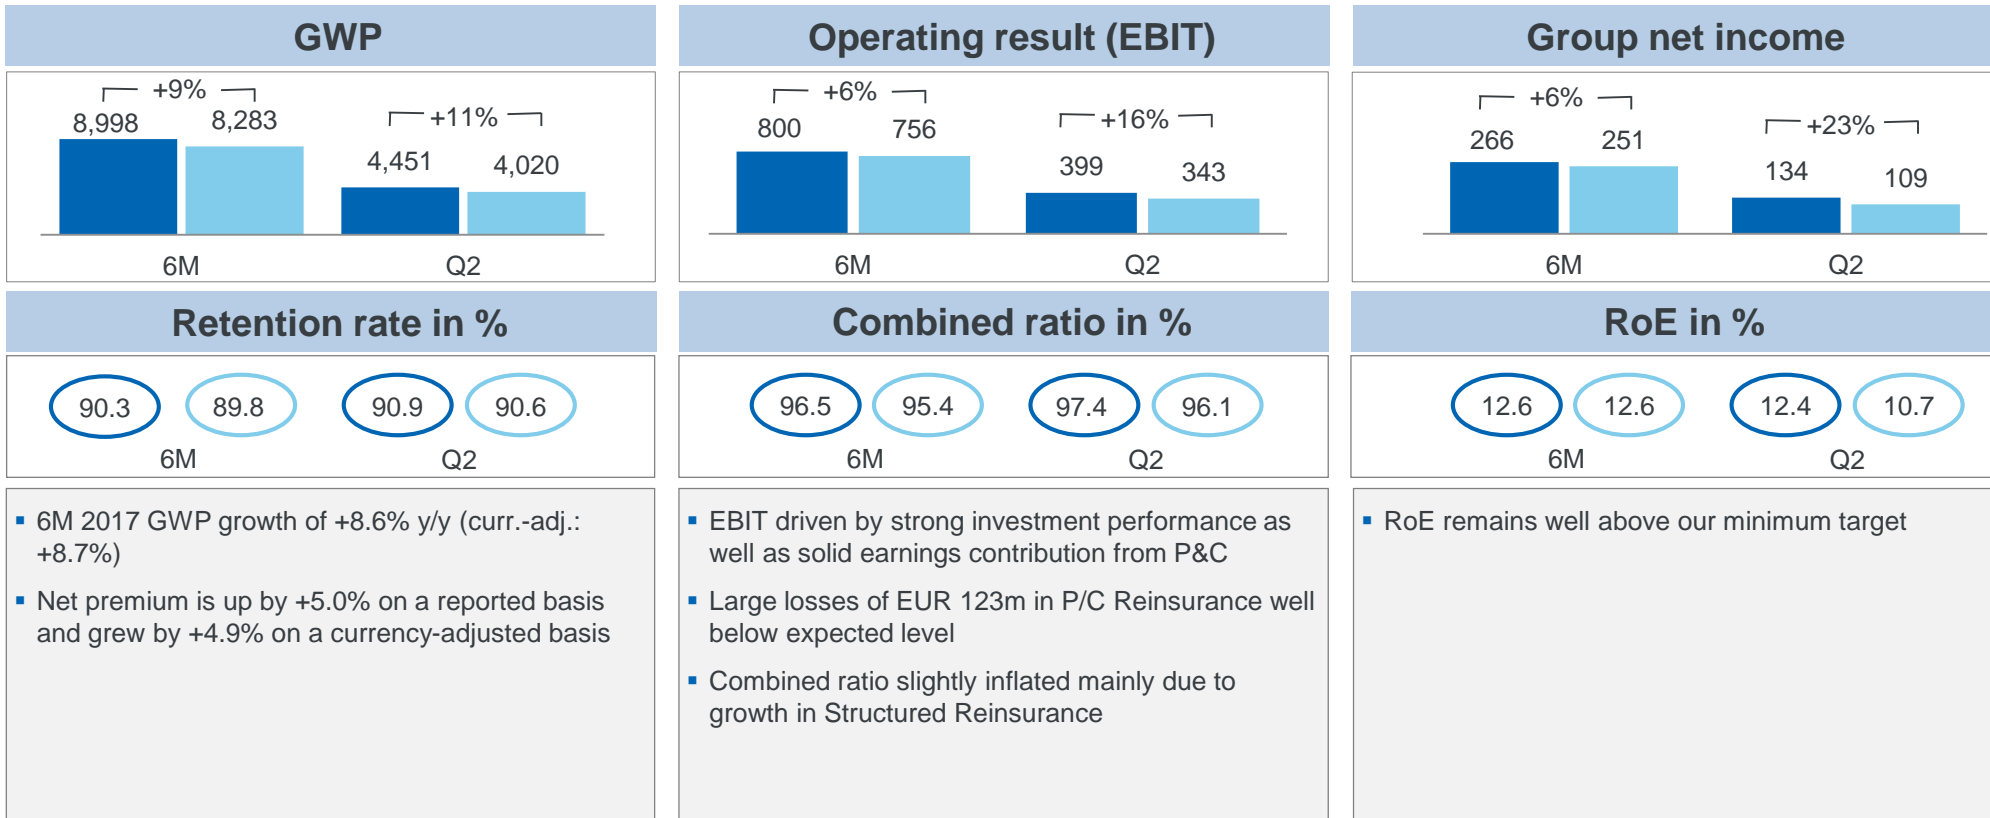 GWP
+9%
8,998
8,283
+11%
4,451
4,020
6M
Q2
Operating result (EBIT)
+6%
800
756
+16%
399
343
6M
Q2
Group net income
+6%
266
251
+23%
134
109
6M
Q2
Retention rate in %
90.3
89.8
90.9
90.6
6M
Q2
Combined ratio in %
96.5
95.4
97.4
96.1
6M
Q2
RoE in %
12.6
12.6
12.4
10.7
6M
Q2
▪ 6M 2017 GWP growth of +8.6% y/y (curr.-adj.:
+8.7%)
▪ Net premium is up by +5.0% on a reported basis
and grew by +4.9% on a currency-adjusted basis
▪ EBIT driven by strong investment performance as
well as solid earnings contribution from P&C
▪ Large losses of EUR 123m in P/C Reinsurance well
below expected level
▪ Combined ratio slightly inflated mainly due to
growth in Structured Reinsurance
▪ RoE remains well above our minimum target